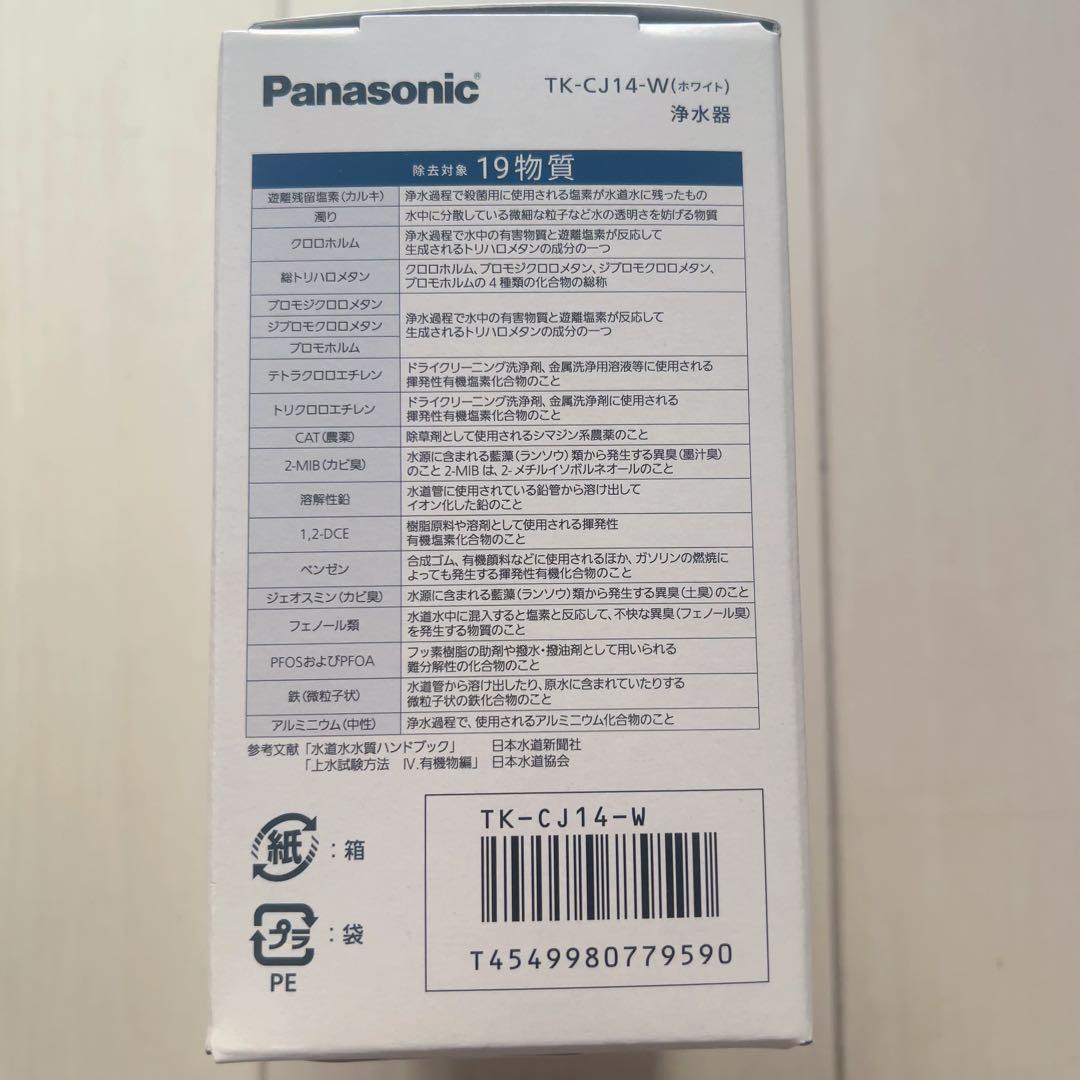 Panasonic®
TK-CJ14-W(ホワイト)
浄水器
除去対象 19物質
遊離残留塩素(カルキ) 浄水過程で殺菌用に使用される塩素が水道水に残ったもの
濁り 水中に分散している微細な粒子など水の透明さを妨げる物質
クロロホルム 浄水過程で水中の有害物質と遊離塩素が反応して
生成されるトリハロメタンの成分の一つ
総トリハロメタン クロロホルム、ブロモジクロロメタン、ジブロモクロロメタン、
ブロモホルムの4種類の化合物の総称
ブロモジクロロメタン
ジブロモクロロメタン
ブロモホルム
浄水過程で水中の有害物質と遊離塩素が反応して
生成されるトリハロメタンの成分の一つ
テトラクロロエチレン ドライクリーニング洗浄剤、金属洗浄用溶液等に使用される
揮発性有機塩素化合物のこと
トリクロロエチレン ドライクリーニング洗浄剤、金属洗浄剤に使用される
揮発性有機塩素化合物のこと
CAT(農薬) 除草剤として使用されるシマジン系農薬のこと
2-MIB(カビ臭) 水源に含まれる藍藻(ランソウ)類から発生する異臭(墨汁臭)
のこと 2-MIBは、2-メチルイソボルネオールのこと
溶解性鉛 水道管に使用されている鉛管から溶け出して
イオン化した鉛のこと
1,2-DCE 樹脂原料や溶剤として使用される揮発性
有機塩素化合物のこと
ベンゼン 合成ゴム、有機顔料などに使用されるほか、ガソリンの燃焼に
よっても発生する揮発性有機化合物のこと
ジェオスミン(カビ臭) 水源に含まれる藍藻(ランソウ)類から発生する異臭(土臭)のこと
フェノール類 水道水中に混入すると塩素と反応して、不快な異臭(フェノール臭)
を発生する物質のこと
PFOSおよびPFOA フッ素樹脂の助剤や撥水・撥油剤として用いられる
難分解性の化合物のこと
鉄(微粒子状) 水道管から溶け出したり、原水に含まれていたりする
微粒子状の鉄化合物のこと
アルミニウム(中性) 浄水過程で、使用されるアルミニウム化合物のこと
参考文献「水道水水質ハンドブック」 日本水道新聞社
「上水試験方法 Ⅳ.有機物編」 日本水道協会
紙:箱
プラ:袋
PE
TK-CJ14-W
T4549980779590